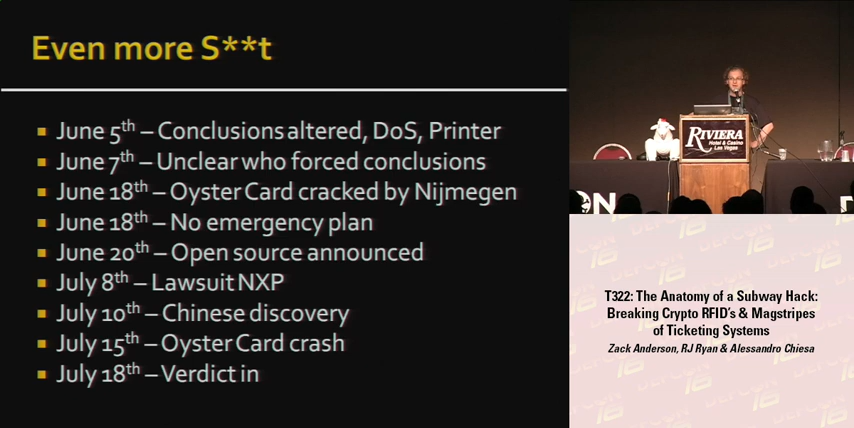 Even more S**t
June 5th – Conclusions altered, DoS, Printer
June 7th – Unclear who forced conclusions
June 18th – Oyster Card cracked by Nijmegen
June 18th – No emergency plan
June 20th – Open source announced
July 8th – Lawsuit NXP
July 10th – Chinese discovery
July 15th – Oyster Card crash
July 18th – Verdict in
RIVIERA
Hotel & Casino
Las Vegas
CON
D
T322: The Anatomy of a Subway Hack:
Breaking Crypto RFID's & Magstripes
of Ticketing Systems
Zack Anderson, RJ Ryan & Alessandro Chiesa
DEFCON
16